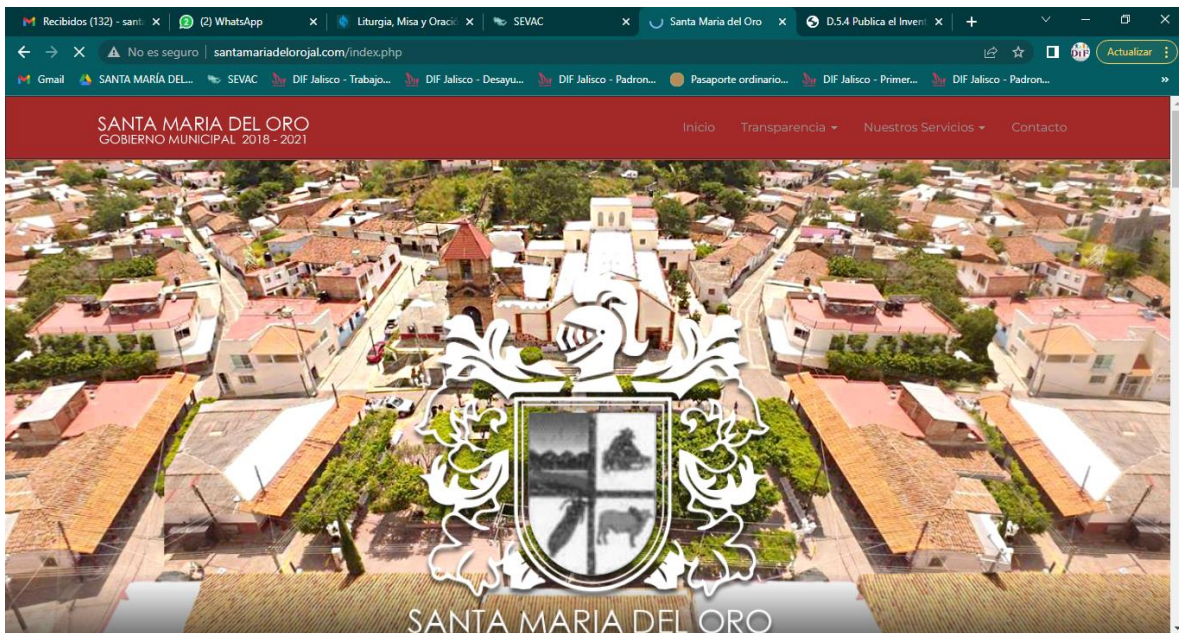 Recibidos (132) - sant
(2) WhatsApp
Liturgia, Misa y Oració
SEVAC
Santa Maria del Oro
D.5.4 Publica el Invent
No es seguro | santamariadelorojal.com/index.php
DIF
Actualizar
Gmail
SANTA MARÍA DEL...
SEVAC
DIF Jalisco - Trabajo...
DIF Jalisco - Desayu...
DIF Jalisco - Padron...
Pasaporte ordinario...
DIF Jalisco - Primer...
DIF Jalisco - Padron...
SANTA MARIA DEL ORO
GOBIERNO MUNICIPAL 2018 - 2021
Inicio
Transparencia
Nuestros Servicios
Contacto
SANTA MARIA DEL ORO